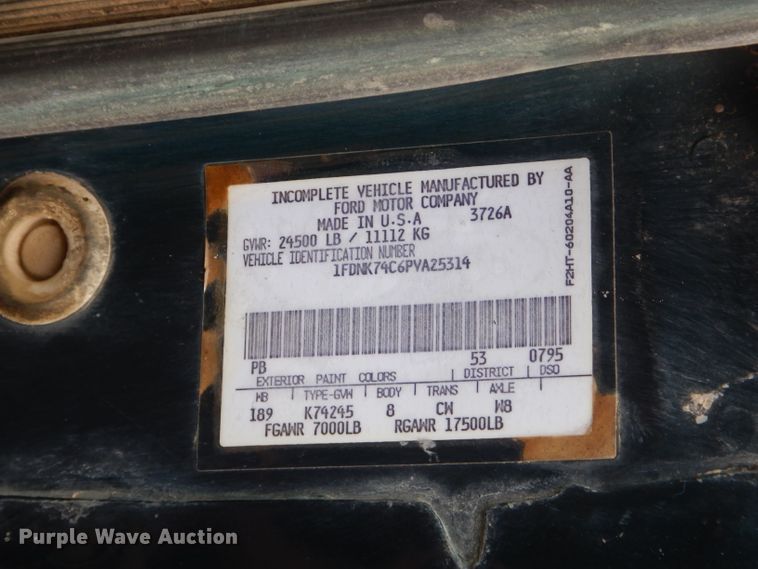 INCOMPLETE VEHICLE MANUFACTURED BY
FORD MOTOR COMPANY
MADE IN U.S.A 3726A
GVWR: 24500 LB / 11112 KG
VEHICLE IDENTIFICATION NUMBER
1FDNK74C6PVA25314
F2HT-60204A10-AA
PB 53 0795
EXTERIOR PAINT COLORS DISTRICT DSO
WB TYPE-GVW BODY TRANS AXLE
189 K74245 8 CW W8
FGAWR 7000LB RGAWR 17500LB
Purple Wave Auction